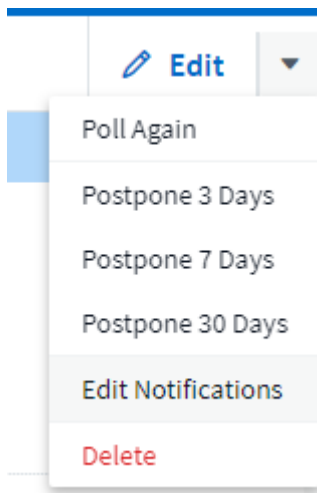 Edit
Poll Again
Postpone 3 Days
Postpone 7 Days
Postpone 30 Days
Edit Notifications
Delete